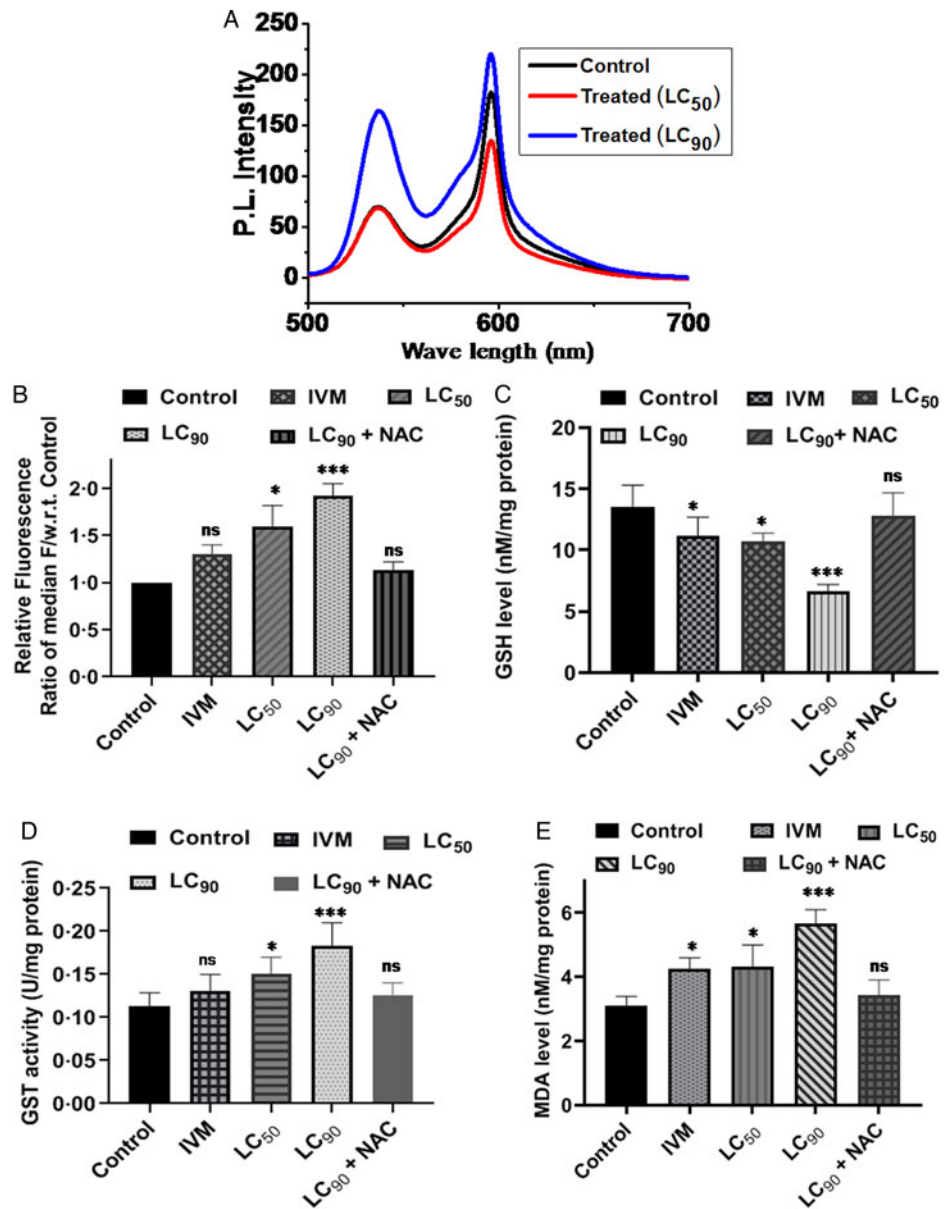 A
250
200
150
100
50
0
P.L. Intensity
Control
Treated (LC50)
Treated (LC90)
500 600 700
Wave length (nm)
B
Control IVM LC50
LC90 LC90 + NAC
Relative Fluorescence
Ratio of median F/w.r.t. Control
2·0
1·5
1·0
0·5
0·0
ns * *** ns
Control IVM LC50 LC90 LC90 + NAC
C
Control IVM LC50
LC90 LC90+ NAC
GSH level (nM/mg protein)
20
15
10
5
0
* * *** ns
Control IVM LC50 LC90 LC90+ NAC
D
Control IVM LC50
LC90 LC90 + NAC
GST activity (U/mg protein)
0·25
0·20
0·15
0·10
0·05
0·00
ns * *** ns
Control IVM LC50 LC90 LC90 + NAC
E
Control IVM LC50
LC90 LC90 + NAC
MDA level (nM/mg protein)
6
4
2
0
* * *** ns
Control IVM LC50 LC90 LC90 + NAC